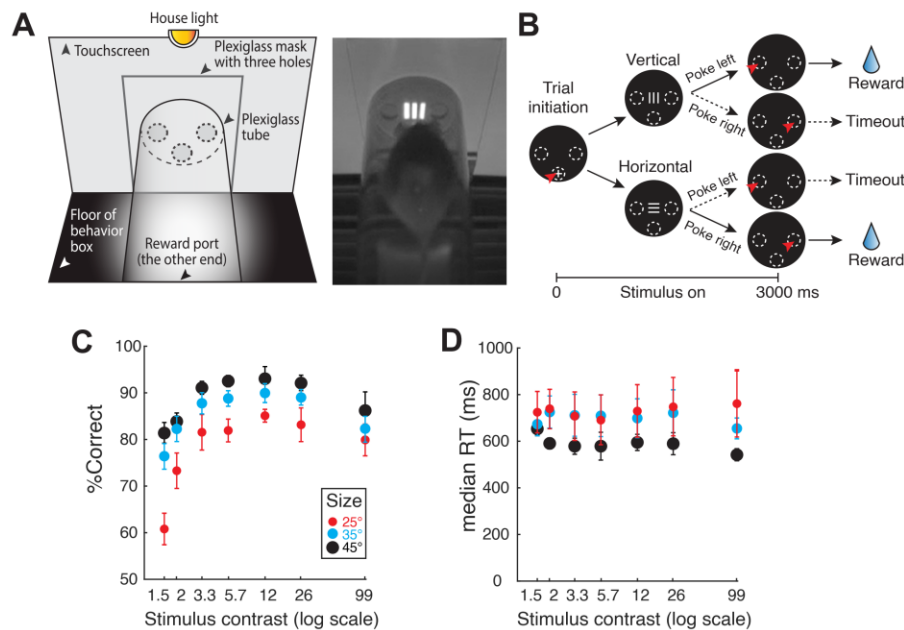 A
House light
Touchscreen
Plexiglass mask
with three holes
Plexiglass
tube
Floor of
behavior
box
Reward port
(the other end)
B
Trial
initiation
Vertical
Horizontal
Poke left
Poke right
Poke left
Poke right
Reward
Timeout
Timeout
Reward
0
Stimulus on
3000 ms
C
%Correct
100
90
80
70
60
50
Size
25°
35°
45°
1.5 2 3.3 5.7 12 26 99
Stimulus contrast (log scale)
D
median RT (ms)
1000
800
600
400
200
0
1.5 2 3.3 5.7 12 26 99
Stimulus contrast (log scale)